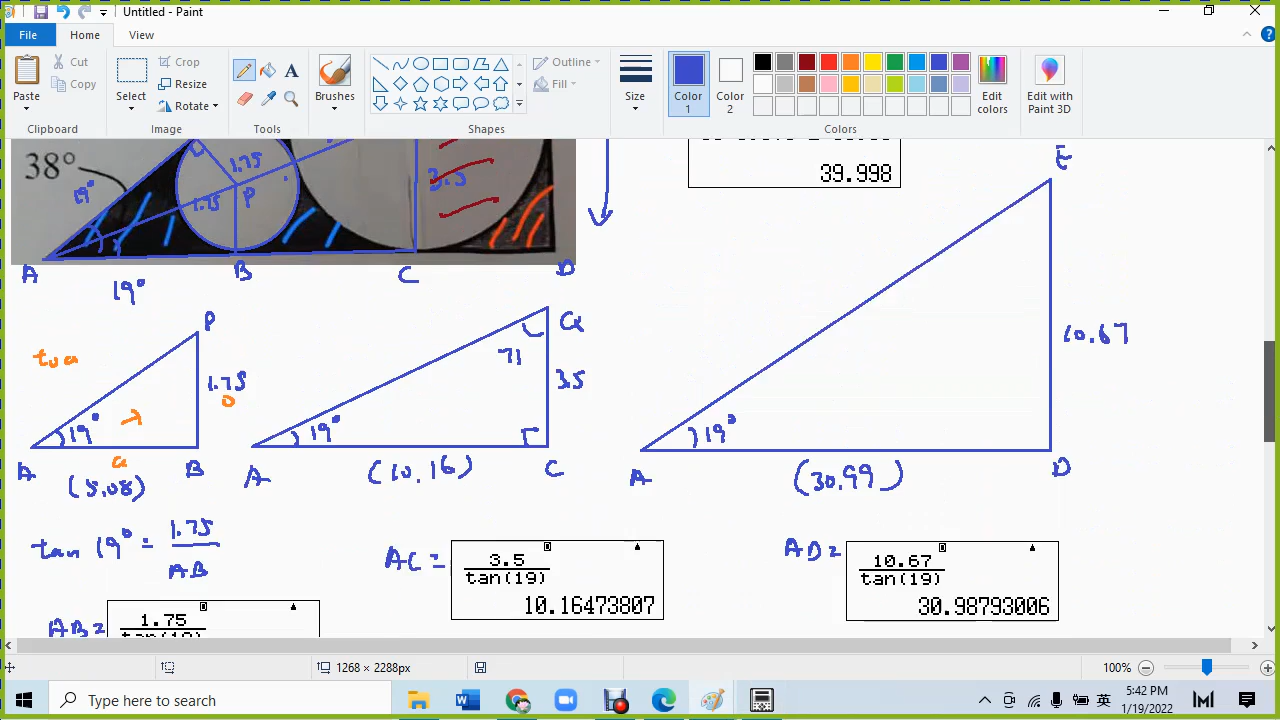 Untitled - Paint
File
Home
View
Paste
Cut
Copy
Clipboard
Select
Crop
Resize
Rotate
Image
Tools
Brushes
Shapes
Outline
Fill
Size
Color 1
Color 2
Colors
Edit colors
Edit with Paint 3D
38°
1.75
19°
1.75
P
3.5
39.998
E
A
B
C
D
19°
P
Q
toa
71
1.75
o
3.5
10.67
19°
19°
19°
a
A
B
A
C
A
D
(5.08)
(10.16)
(30.99)
tan 19° = 1.75
AB
AC =
3.5
tan(19)
10.16473807
AD =
10.67
tan(19)
30.98793006
AB =
1.75
tan(19)
1268 × 2288px
100%
Type here to search
英
5:42 PM
1/19/2022